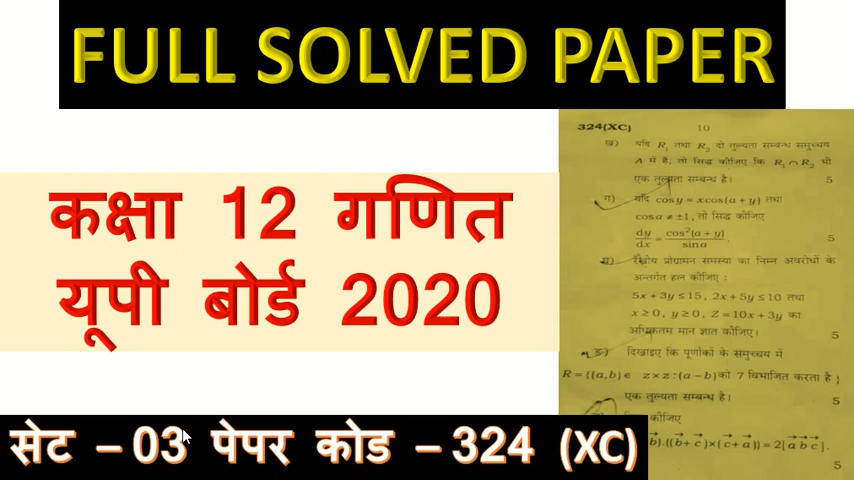 FULL SOLVED PAPER
कक्षा 12 गणित
यूपी बोर्ड 2020
सेट – 03 पेपर कोड – 324 (XC)
324(XC) 10
ख) यदि R₁ तथा R₂ दो तुल्यता सम्बन्ध समुच्चय
A में हैं, तो सिद्ध कीजिए कि R₁ ∩ R₂ भी
एक तुल्यता सम्बन्ध है। 5
ग) यदि cos y = x cos(a + y) तथा
cos a ≠ ±1, तो सिद्ध कीजिए
dy/dx = cos²(a + y)/sin a. 5
रैखीय प्रोग्रामन समस्या का निम्न अवरोधों के
अन्तर्गत हल कीजिए :
5x + 3y ≤ 15, 2x + 5y ≤ 10 तथा
x ≥ 0, y ≥ 0, Z = 10x + 3y का
अधिकतम मान ज्ञात कीजिए। 5
ङ) दिखाइए कि पूर्णांकों के समुच्चय में
R = {(a, b) ∈ z × z : (a – b) को 7 विभाजित करता है}
एक तुल्यता सम्बन्ध है। 5
कीजिए
b).((b + c)×(c + a)) = 2[a b c]. 5